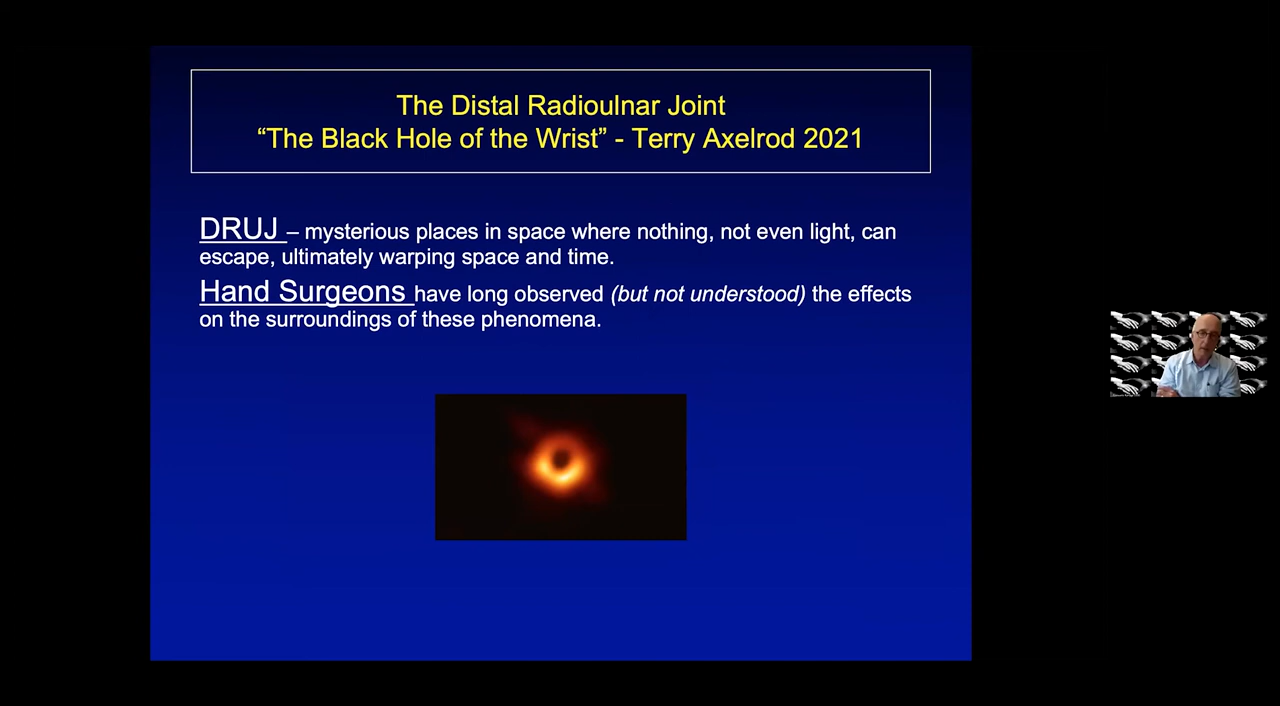 The Distal Radioulnar Joint
“The Black Hole of the Wrist” - Terry Axelrod 2021
DRUJ – mysterious places in space where nothing, not even light, can
escape, ultimately warping space and time.
Hand Surgeons have long observed (but not understood) the effects
on the surroundings of these phenomena.